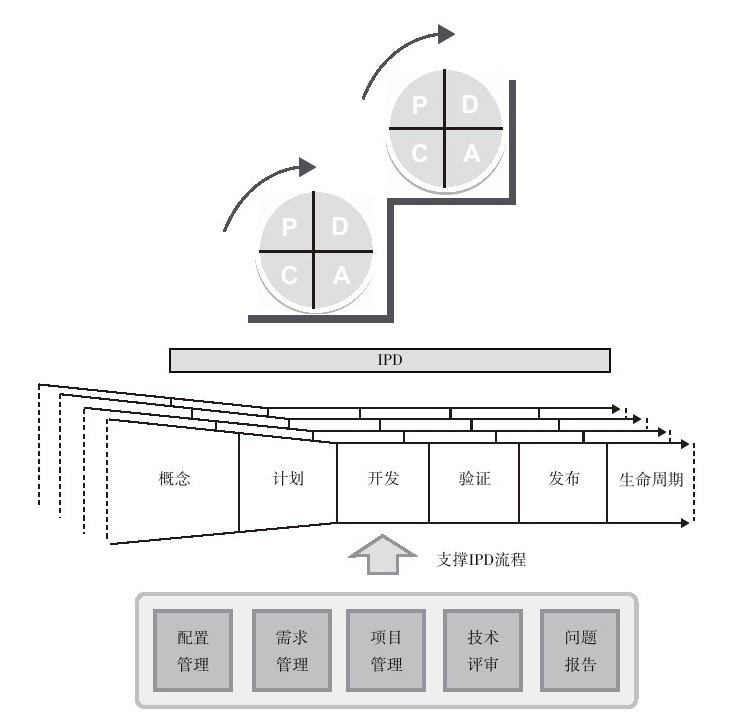 P D
C A
P D
C A
IPD
概念 计划 开发 验证 发布 生命周期
支撑IPD流程
配置 需求 项目 技术 问题
管理 管理 管理 评审 报告